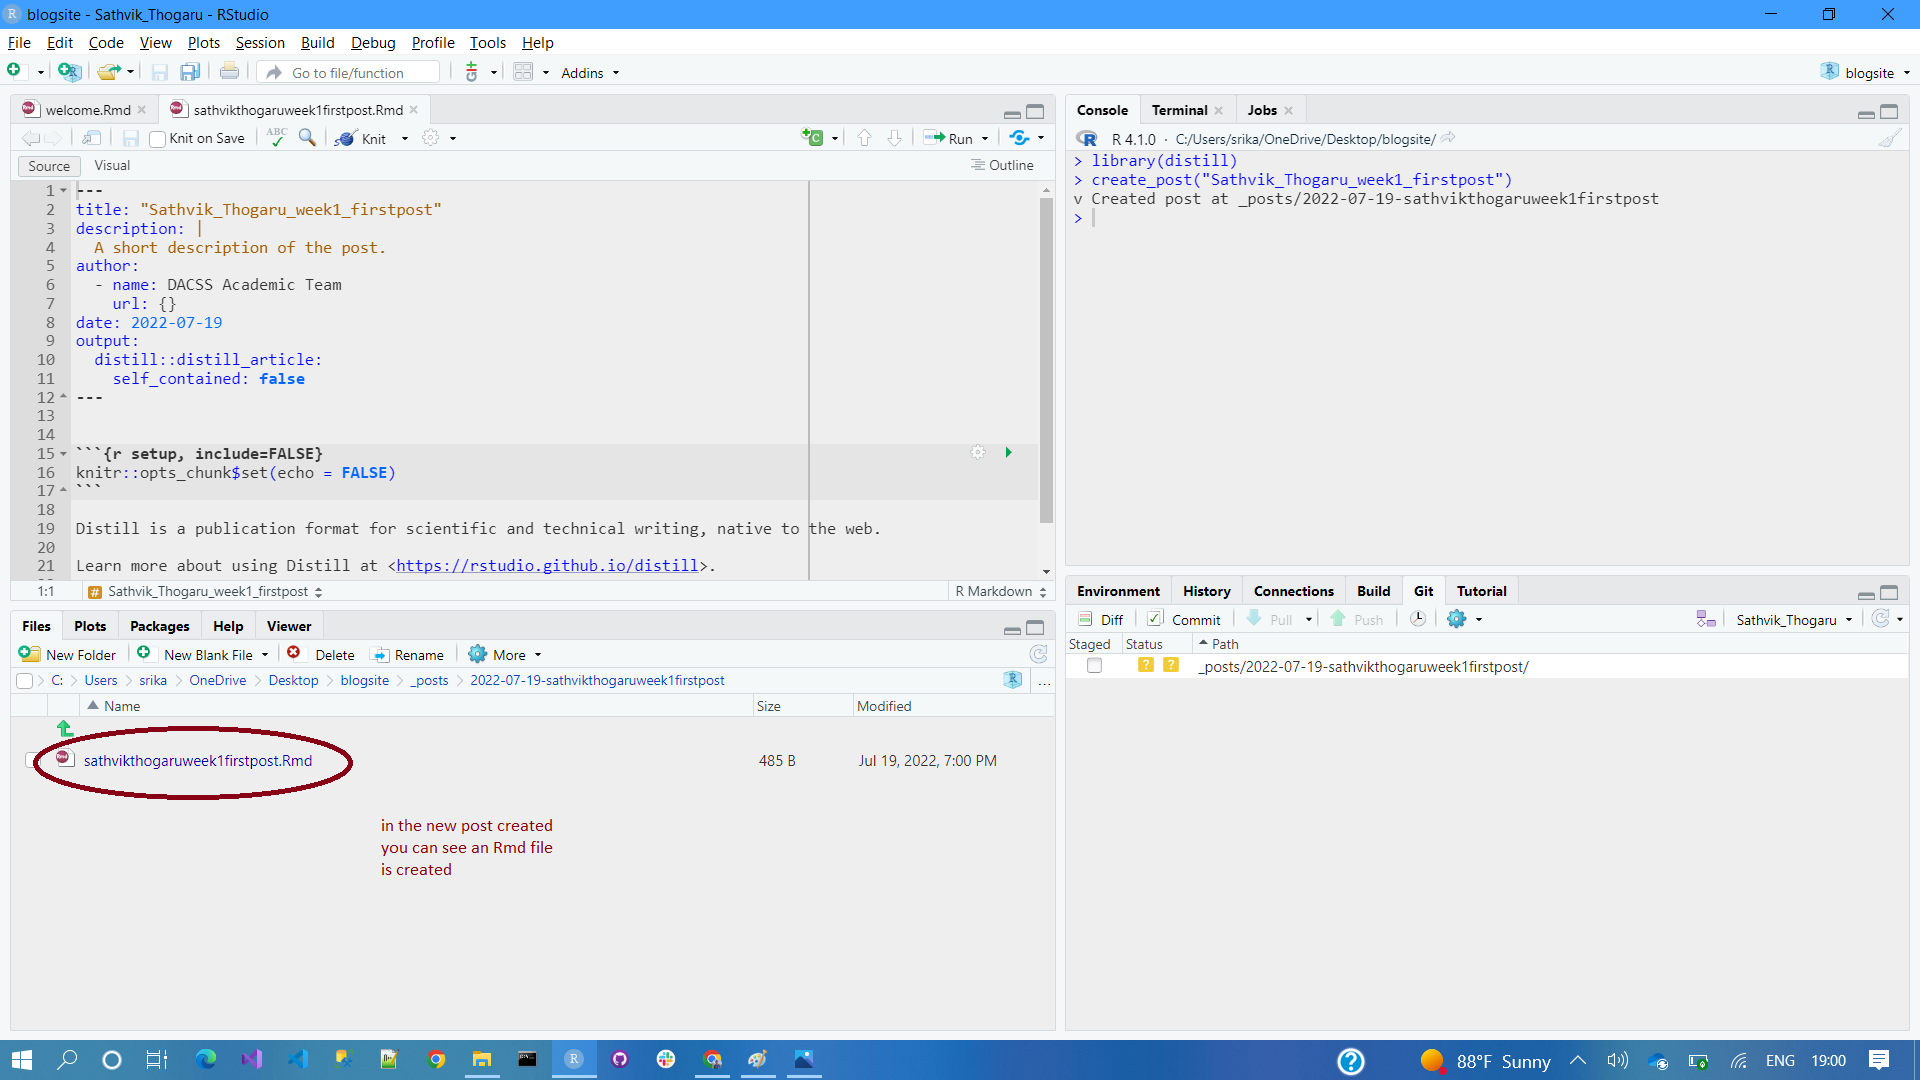 blogsite - Sathvik_Thogaru - RStudio
File Edit Code View Plots Session Build Debug Profile Tools Help
Go to file/function Addins blogsite
welcome.Rmd sathvikthogaruweek1firstpost.Rmd
Knit on Save ABC Knit Run
Source Visual Outline
1 ---
2 title: "Sathvik_Thogaru_week1_firstpost"
3 description: |
4 A short description of the post.
5 author:
6 - name: DACSS Academic Team
7 url: {}
8 date: 2022-07-19
9 output:
10 distill::distill_article:
11 self_contained: false
12 ---
13
14
15 ```{r setup, include=FALSE}
16 knitr::opts_chunk$set(echo = FALSE)
17 ```
18
19 Distill is a publication format for scientific and technical writing, native to the web.
20
21 Learn more about using Distill at <https://rstudio.github.io/distill>.
1:1 Sathvik_Thogaru_week1_firstpost R Markdown
Console Terminal Jobs
R 4.1.0 · C:/Users/srika/OneDrive/Desktop/blogsite/
> library(distill)
> create_post("Sathvik_Thogaru_week1_firstpost")
v Created post at _posts/2022-07-19-sathvikthogaruweek1firstpost
>
Files Plots Packages Help Viewer
New Folder New Blank File Delete Rename More
C: Users srika OneDrive Desktop blogsite _posts 2022-07-19-sathvikthogaruweek1firstpost ...
Name Size Modified
sathvikthogaruweek1firstpost.Rmd 485 B Jul 19, 2022, 7:00 PM
in the new post created
you can see an Rmd file
is created
Environment History Connections Build Git Tutorial
Diff Commit Pull Push Sathvik_Thogaru
Staged Status Path
? ? _posts/2022-07-19-sathvikthogaruweek1firstpost/
88°F Sunny ENG 19:00